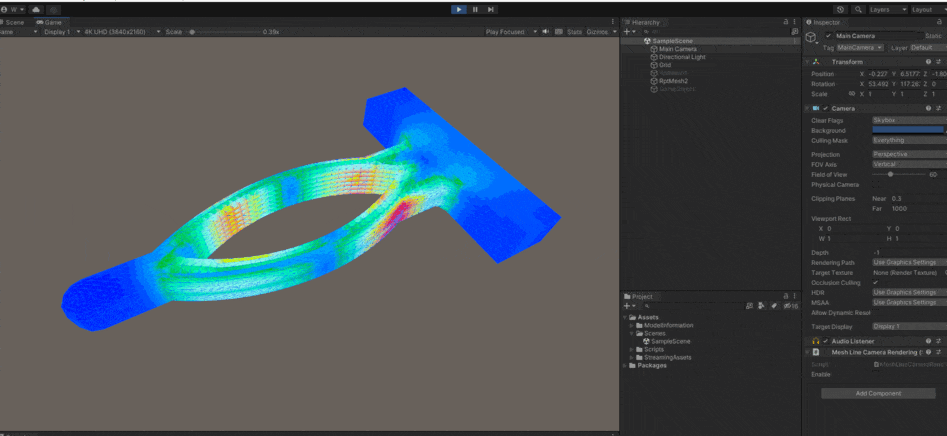 W
Layers
Layout
Scene
Game
Display 1
4K UHD (3840x2160)
Scale
0.39x
Play Focused
Stats
Gizmos
Hierarchy
SampleScene
Main Camera
Directional Light
Grid
RptMesh2
Project
Assets
ModelInformation
Scenes
SampleScene
Scripts
StreamingAssets
Packages
Inspector
Main Camera
Static
Tag MainCamera Layer Default
Transform
Position X -0.227 Y 6.5177 Z -1.80
Rotation X 53.492 Y 117.28 Z 0
Scale X 1 Y 1 Z 1
Camera
Clear Flags Skybox
Background
Culling Mask Everything
Projection Perspective
FOV Axis Vertical
Field of View 60
Physical Camera
Clipping Planes Near 0.3
Far 1000
Viewport Rect
X 0 Y 0
W 1 H 1
Depth -1
Rendering Path Use Graphics Settings
Target Texture None (Render Texture)
Occlusion Culling
HDR Use Graphics Settings
MSAA Use Graphics Settings
Allow Dynamic Resol
Target Display Display 1
Audio Listener
Mesh Line Camera Rendering (
Script
Enable
Add Component